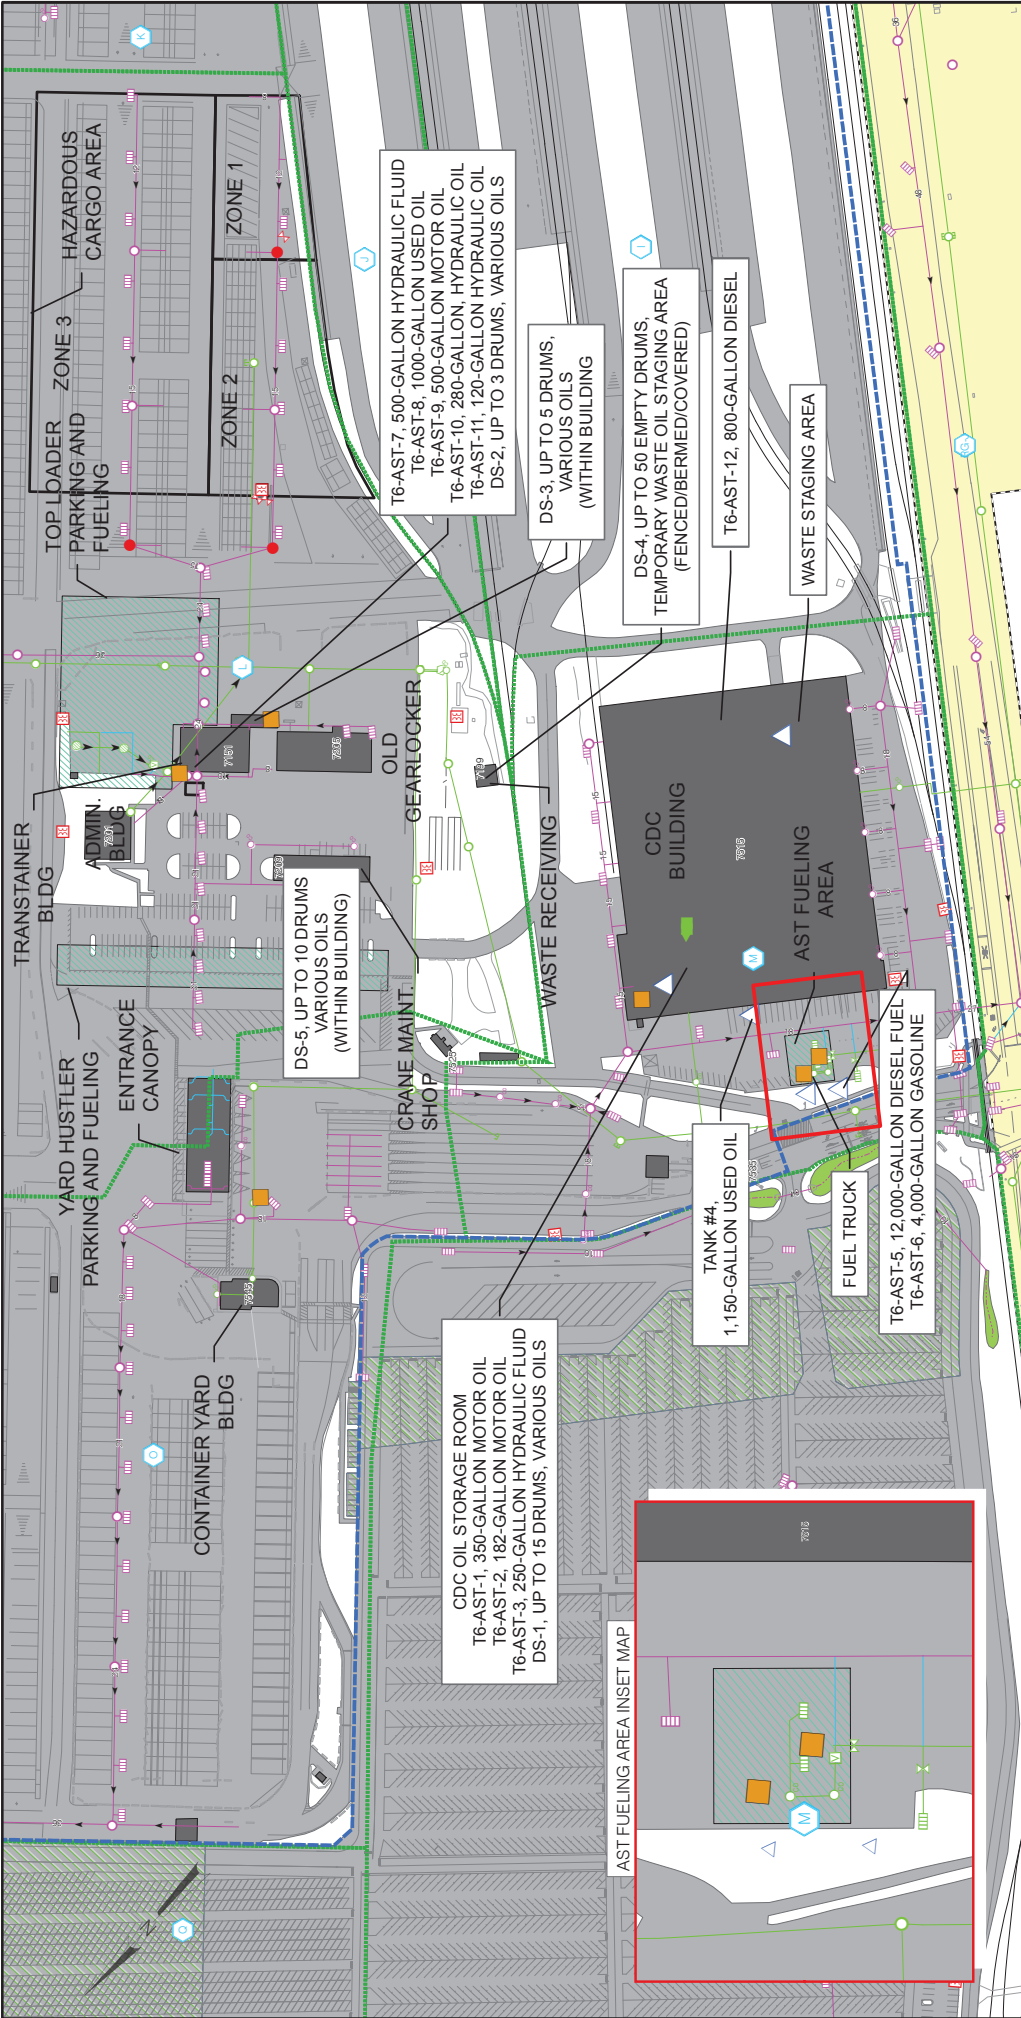 HAZARDOUS
CARGO AREA
ZONE 3
ZONE 1
ZONE 2
TOP LOADER
PARKING AND
FUELING
T6-AST-7, 500-GALLON HYDRAULIC FLUID
T6-AST-8, 1000-GALLON USED OIL
T6-AST-9, 500-GALLON MOTOR OIL
T6-AST-10, 280-GALLON, HYDRAULIC OIL
T6-AST-11, 120-GALLON HYDRAULIC OIL
DS-2, UP TO 3 DRUMS, VARIOUS OILS
DS-3, UP TO 5 DRUMS,
VARIOUS OILS
(WITHIN BUILDING
DS-4, UP TO 50 EMPTY DRUMS,
TEMPORARY WASTE OIL STAGING AREA
(FENCED/BERMED/COVERED)
T6-AST-12, 800-GALLON DIESEL
WASTE STAGING AREA
TRANSTAINER
BLDG
ADMIN.
BLDG
7201
7151
7205
7209
7199
OLD
GEARLOCKER
CDC
BUILDING
7515
AST FUELING
AREA
WASTE RECEIVING
DS-5, UP TO 10 DRUMS
VARIOUS OILS
(WITHIN BUILDING)
CRANE MAINT.
SHOP
YARD HUSTLER
PARKING AND FUELING
ENTRANCE
CANOPY
CONTAINER YARD
BLDG
7545
7535
TANK #4,
1,150-GALLON USED OIL
FUEL TRUCK
T6-AST-5, 12,000-GALLON DIESEL FUEL
T6-AST-6, 4,000-GALLON GASOLINE
CDC OIL STORAGE ROOM
T6-AST-1, 350-GALLON MOTOR OIL
T6-AST-2, 182-GALLON MOTOR OIL
T6-AST-3, 250-GALLON HYDRAULIC FLUID
DS-1, UP TO 15 DRUMS, VARIOUS OILS
AST FUELING AREA INSET MAP
7515
K
J
I
L
M
O
Q
M
V
N